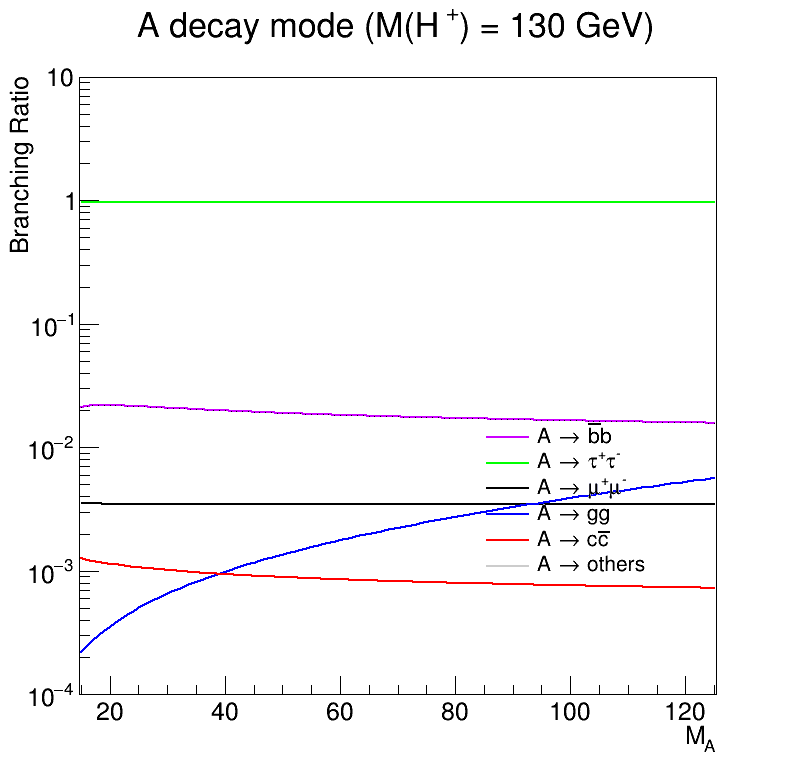 A decay mode (M(H⁺) = 130 GeV)
Branching Ratio
10
1
10⁻¹
10⁻²
10⁻³
10⁻⁴
A → b̅b
A → τ⁺τ⁻
A → μ⁺μ⁻
A → gg
A → cc̅
A → others
20 40 60 80 100 120
M_A